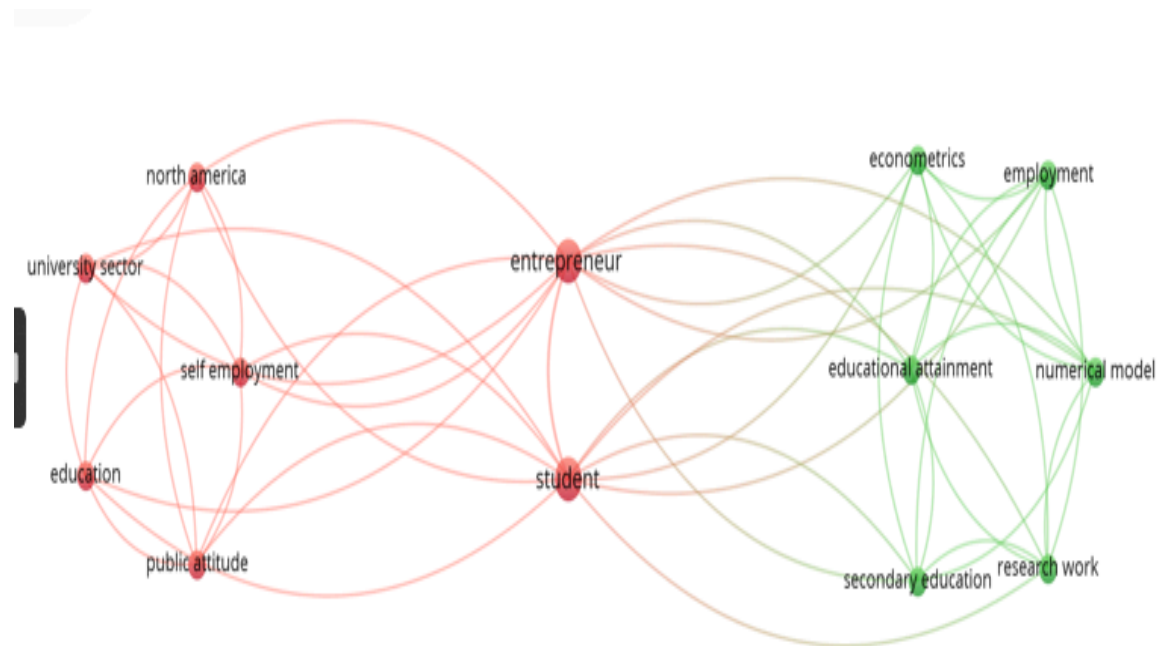 econometrics
employment
north america
entrepreneur
university sector
educational attainment
numerical model
self employment
education
student
public attitude
secondary education
research work